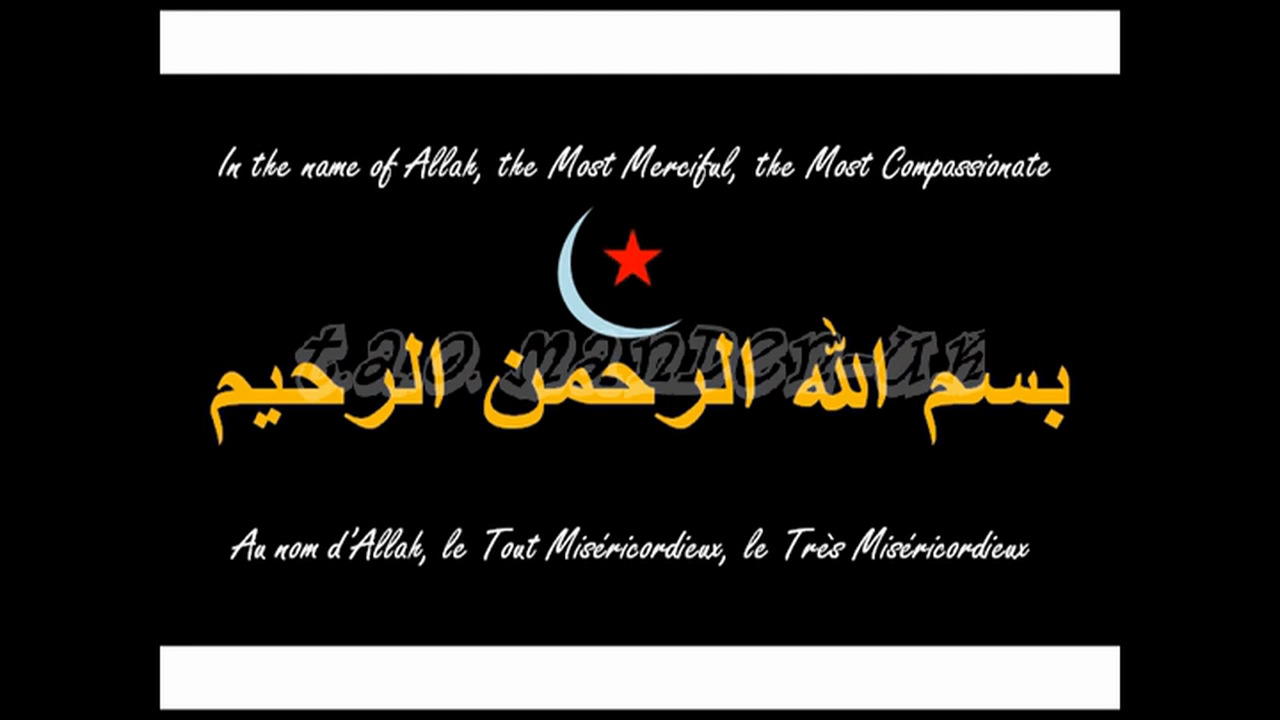 In the name of Allah, the Most Merciful, the Most Compassionate
بسم الله الرحمن الرحيم
Au nom d'Allah, le Tout Miséricordieux, le Très Miséricordieux